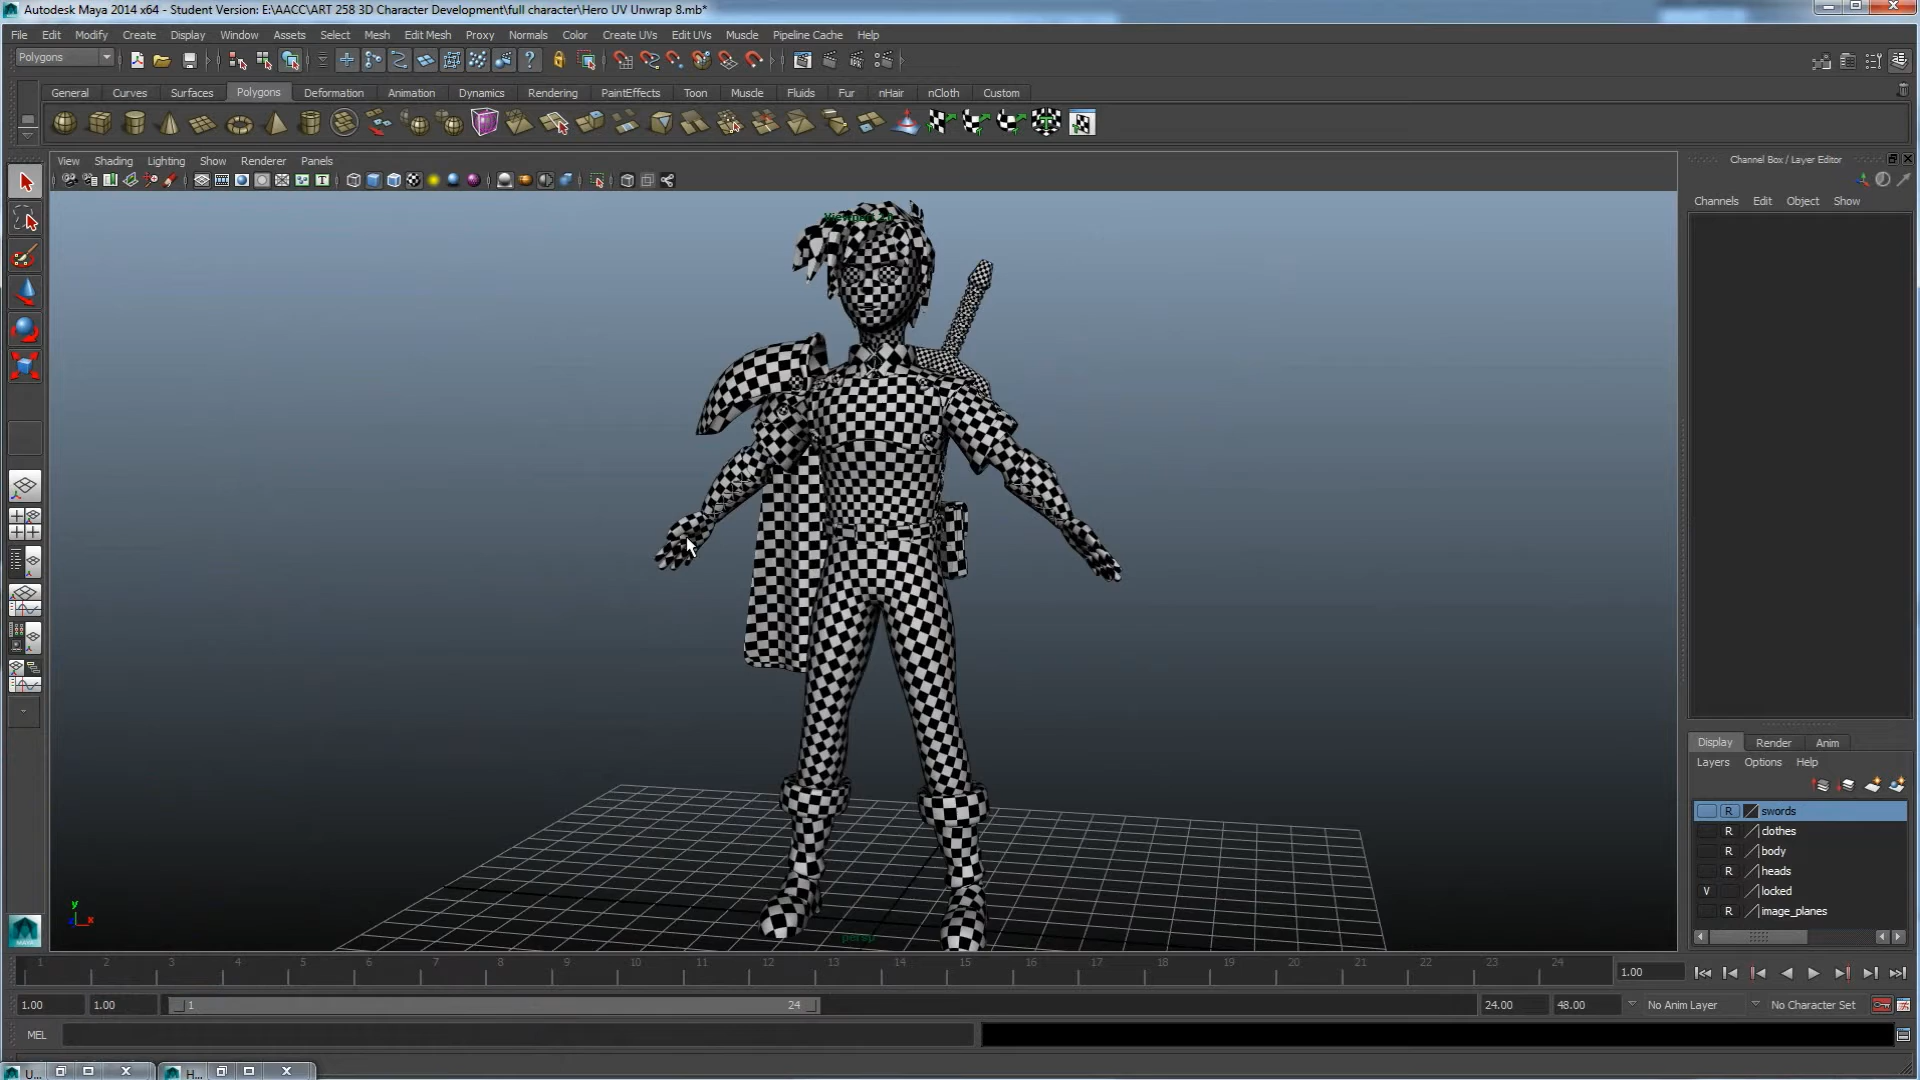 Autodesk Maya 2014 x64 - Student Version: E:\AACC\ART 258 3D Character Development\full character\Hero UV Unwrap 8.mb*
File Edit Modify Create Display Window Assets Select Mesh Edit Mesh Proxy Normals Color Create UVs Edit UVs Muscle Pipeline Cache Help
Polygons
General Curves Surfaces Polygons Deformation Animation Dynamics Rendering PaintEffects Toon Muscle Fluids Fur nHair nCloth Custom
View Shading Lighting Show Renderer Panels
Channel Box / Layer Editor
Channels Edit Object Show
persp
y
x
Display Render Anim
Layers Options Help
R swords
R clothes
R body
R heads
V locked
R image_planes
1 2 3 4 5 6 7 8 9 10 11 12 13 14 15 16 17 18 19 20 21 22 23 24 1.00
1.00 1.00 1 24 24.00 48.00 No Anim Layer No Character Set
MEL
U... H...